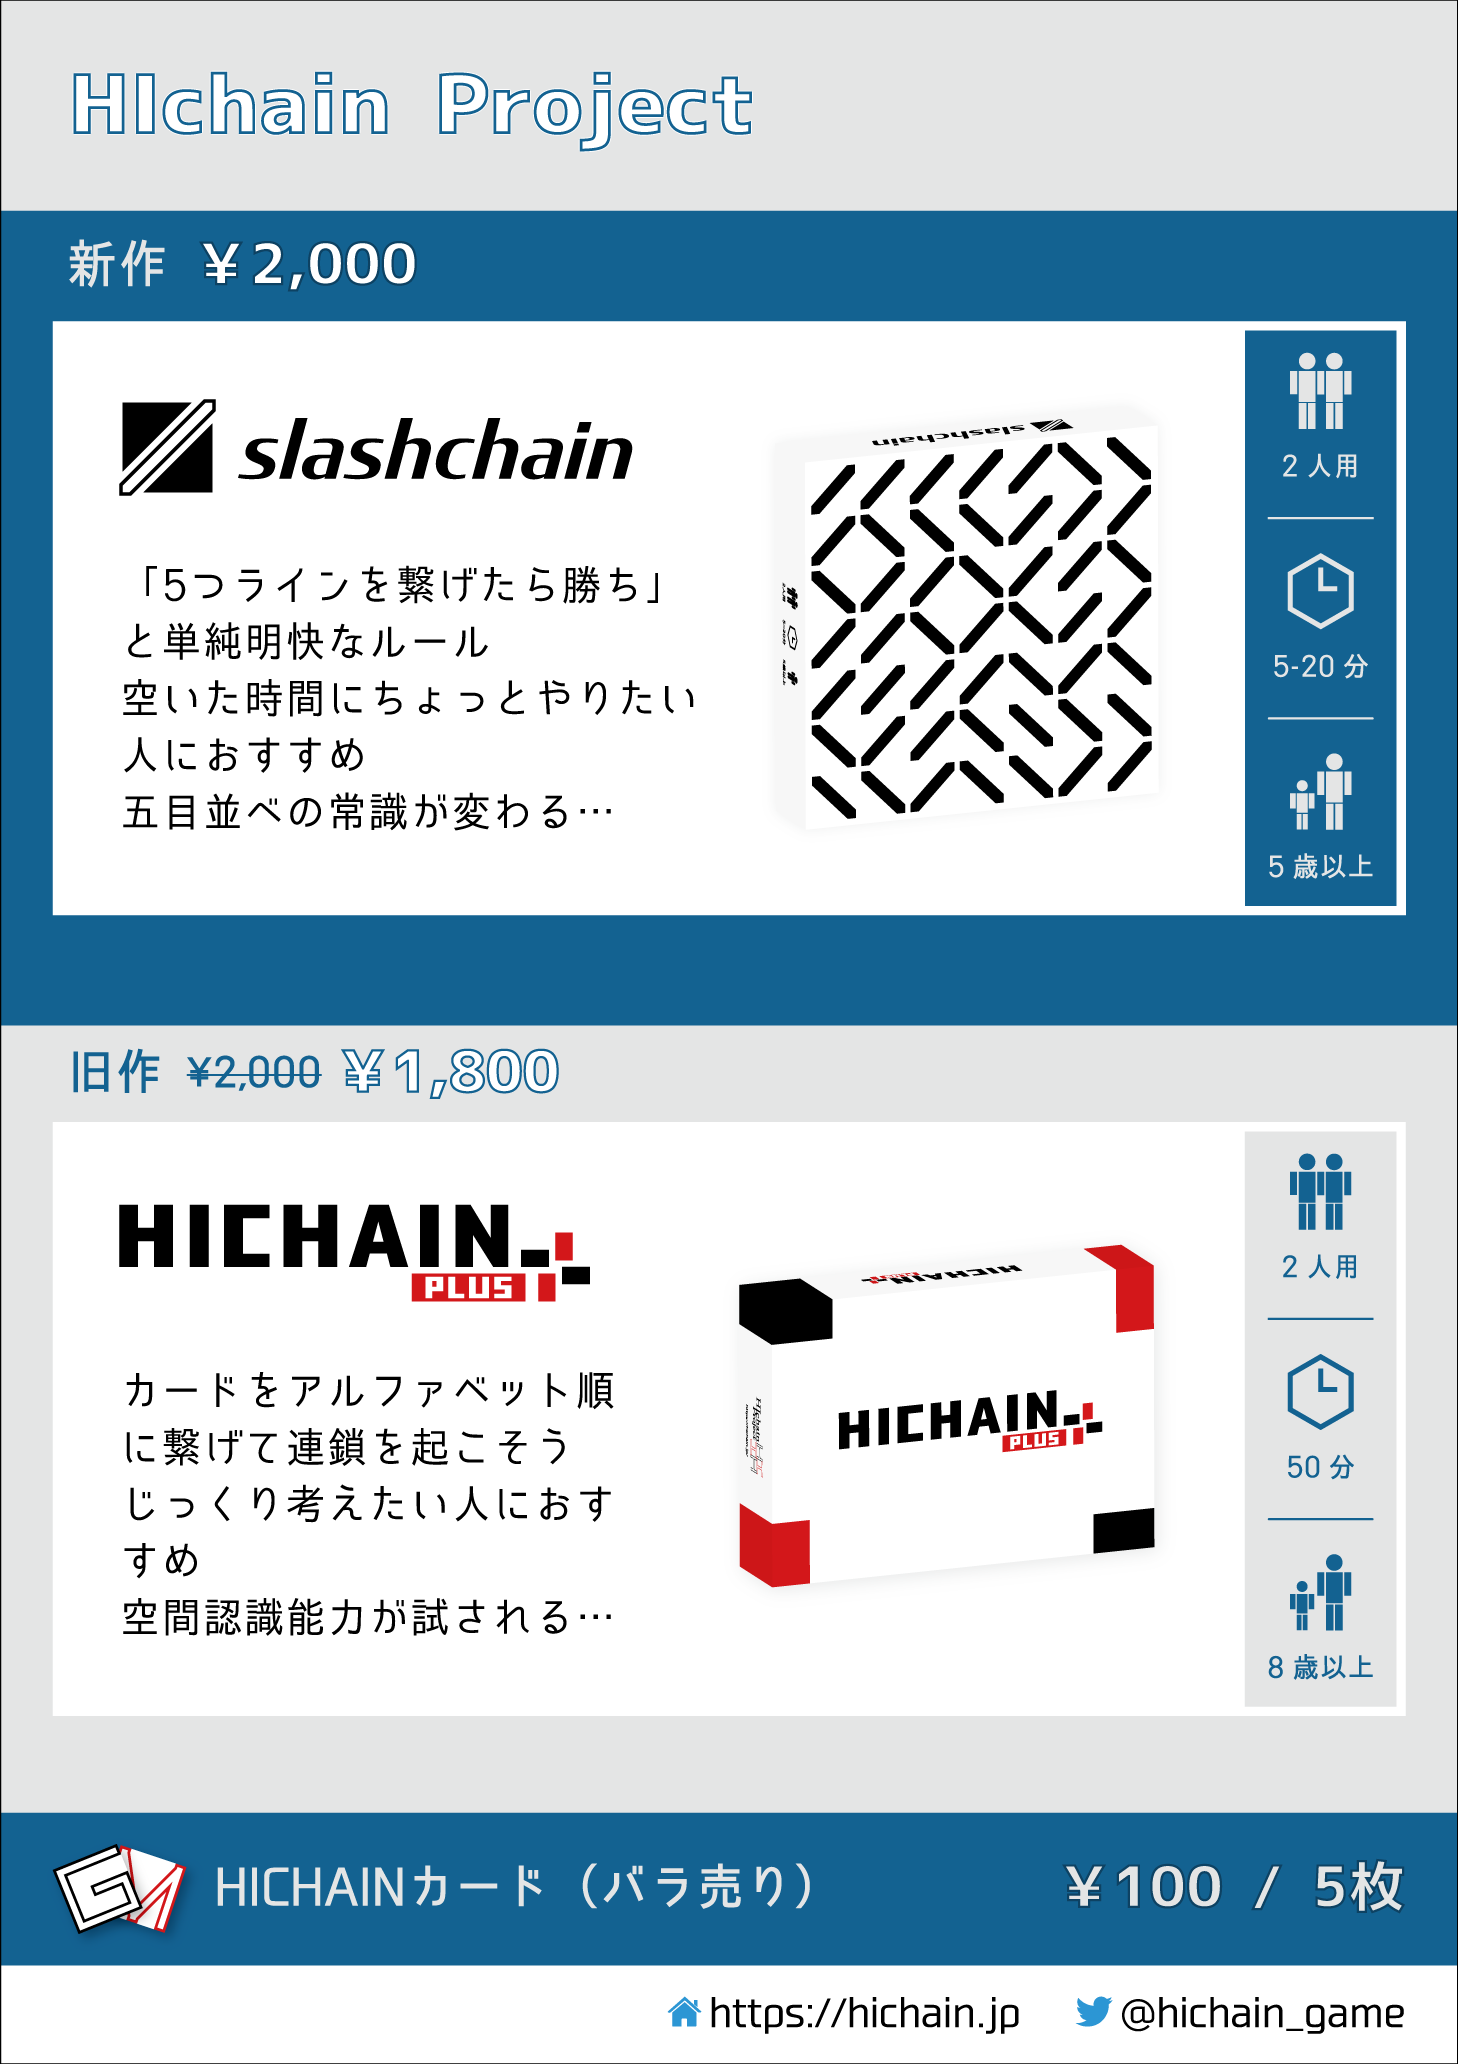 HIchain Project
新作 ¥2,000
slashchain
「5つラインを繋げたら勝ち」
と単純明快なルール
空いた時間にちょっとやりたい
人におすすめ
五目並べの常識が変わる…
slashchain
2人用
5-20分
5歳以上
旧作 ¥2,000 ¥1,800
HICHAIN
PLUS
カードをアルファベット順
に繋げて連鎖を起こそう
じっくり考えたい人におす
すめ
空間認識能力が試される…
HICHAIN
PLUS
HICHAIN
PLUS
2人用
50分
8歳以上
HICHAINカード（バラ売り） ¥100 / 5枚
https://hichain.jp @hichain_game